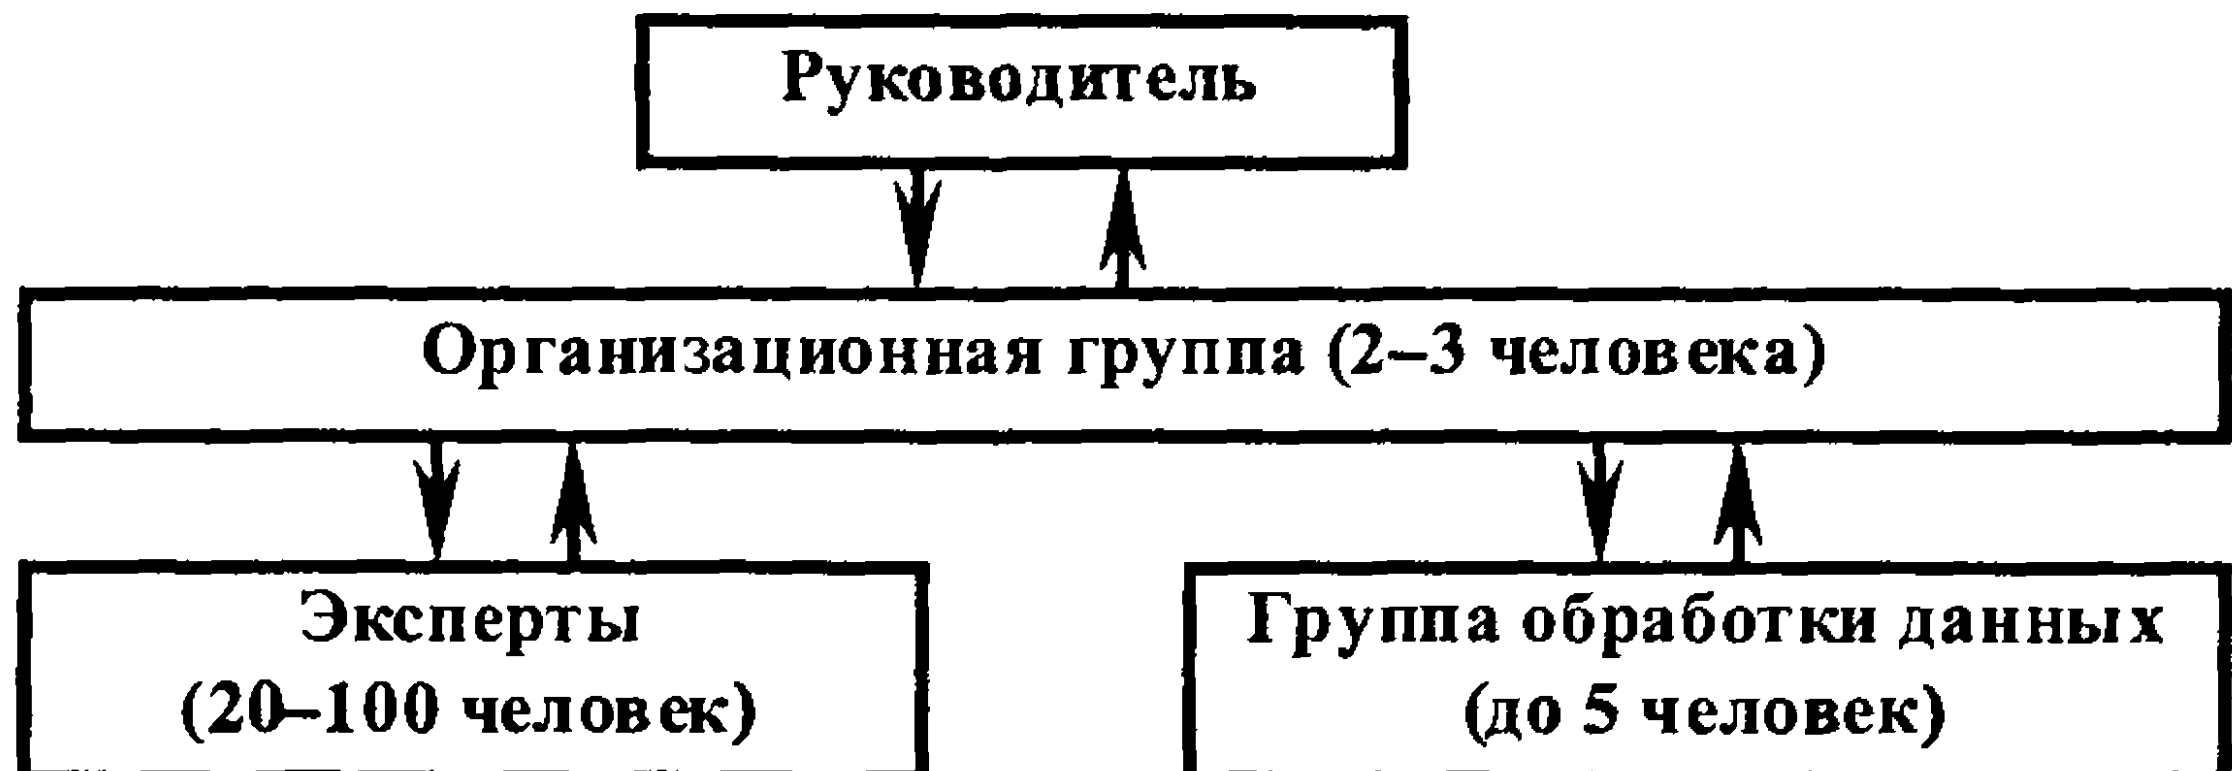 Руководитель
Организационная группа (2–3 человека)
Эксперты
(20–100 человек)
Группа обработки данных
(до 5 человек)